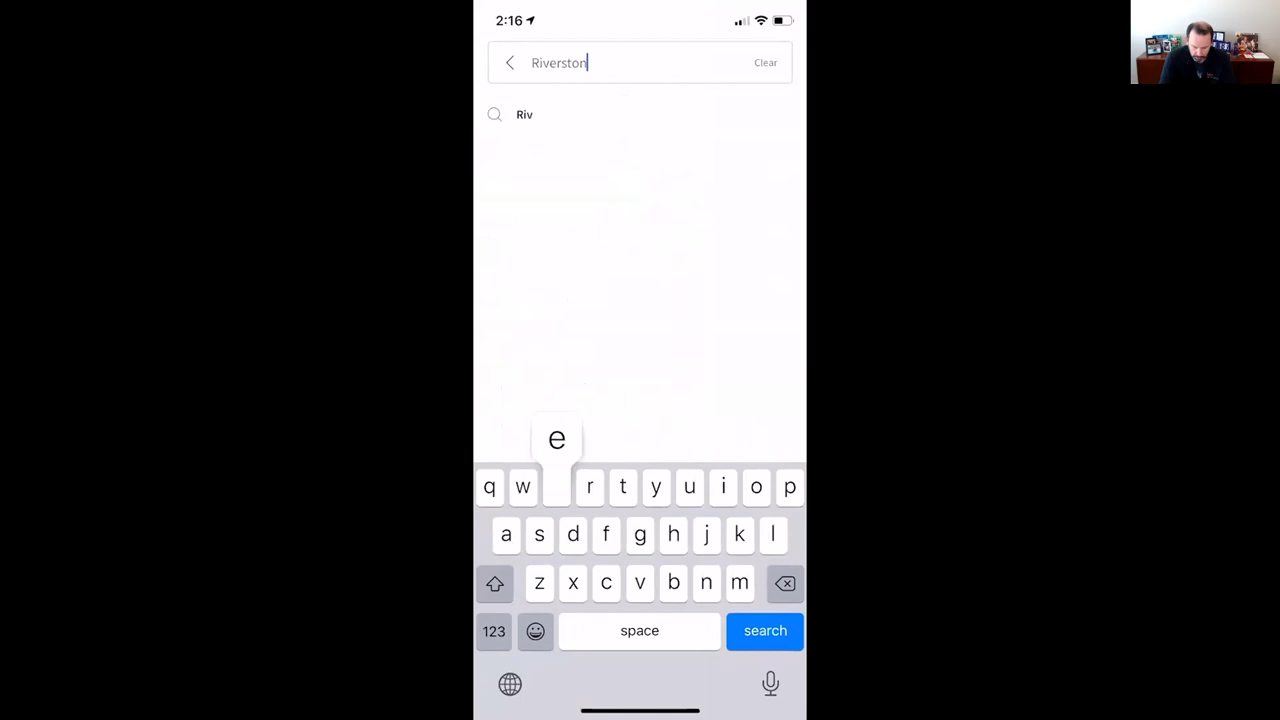 2:16
Riverston Clear
Riv
e
q w r t y u i o p
a s d f g h j k l
z x c v b n m
123 space search